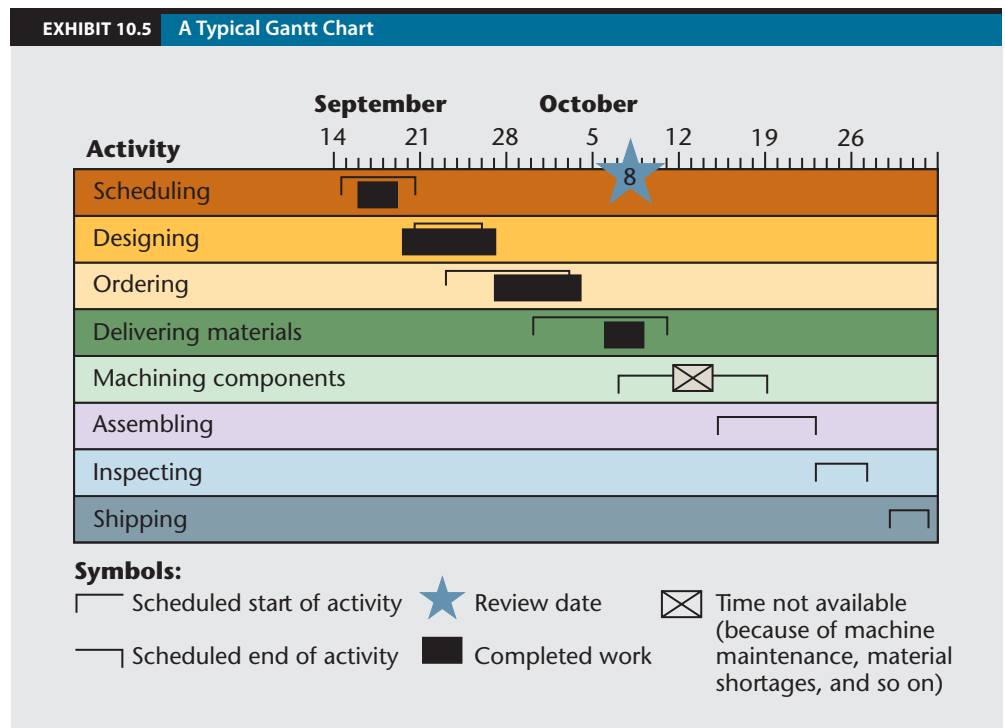 EXHIBIT 10.5 A Typical Gantt Chart
September October
14 21 28 5 12 19 26
Activity
8
Scheduling
Designing
Ordering
Delivering materials
Machining components
Assembling
Inspecting
Shipping
Symbols:
Scheduled start of activity
Review date
Time not available
(because of machine
maintenance, material
shortages, and so on)
Scheduled end of activity
Completed work